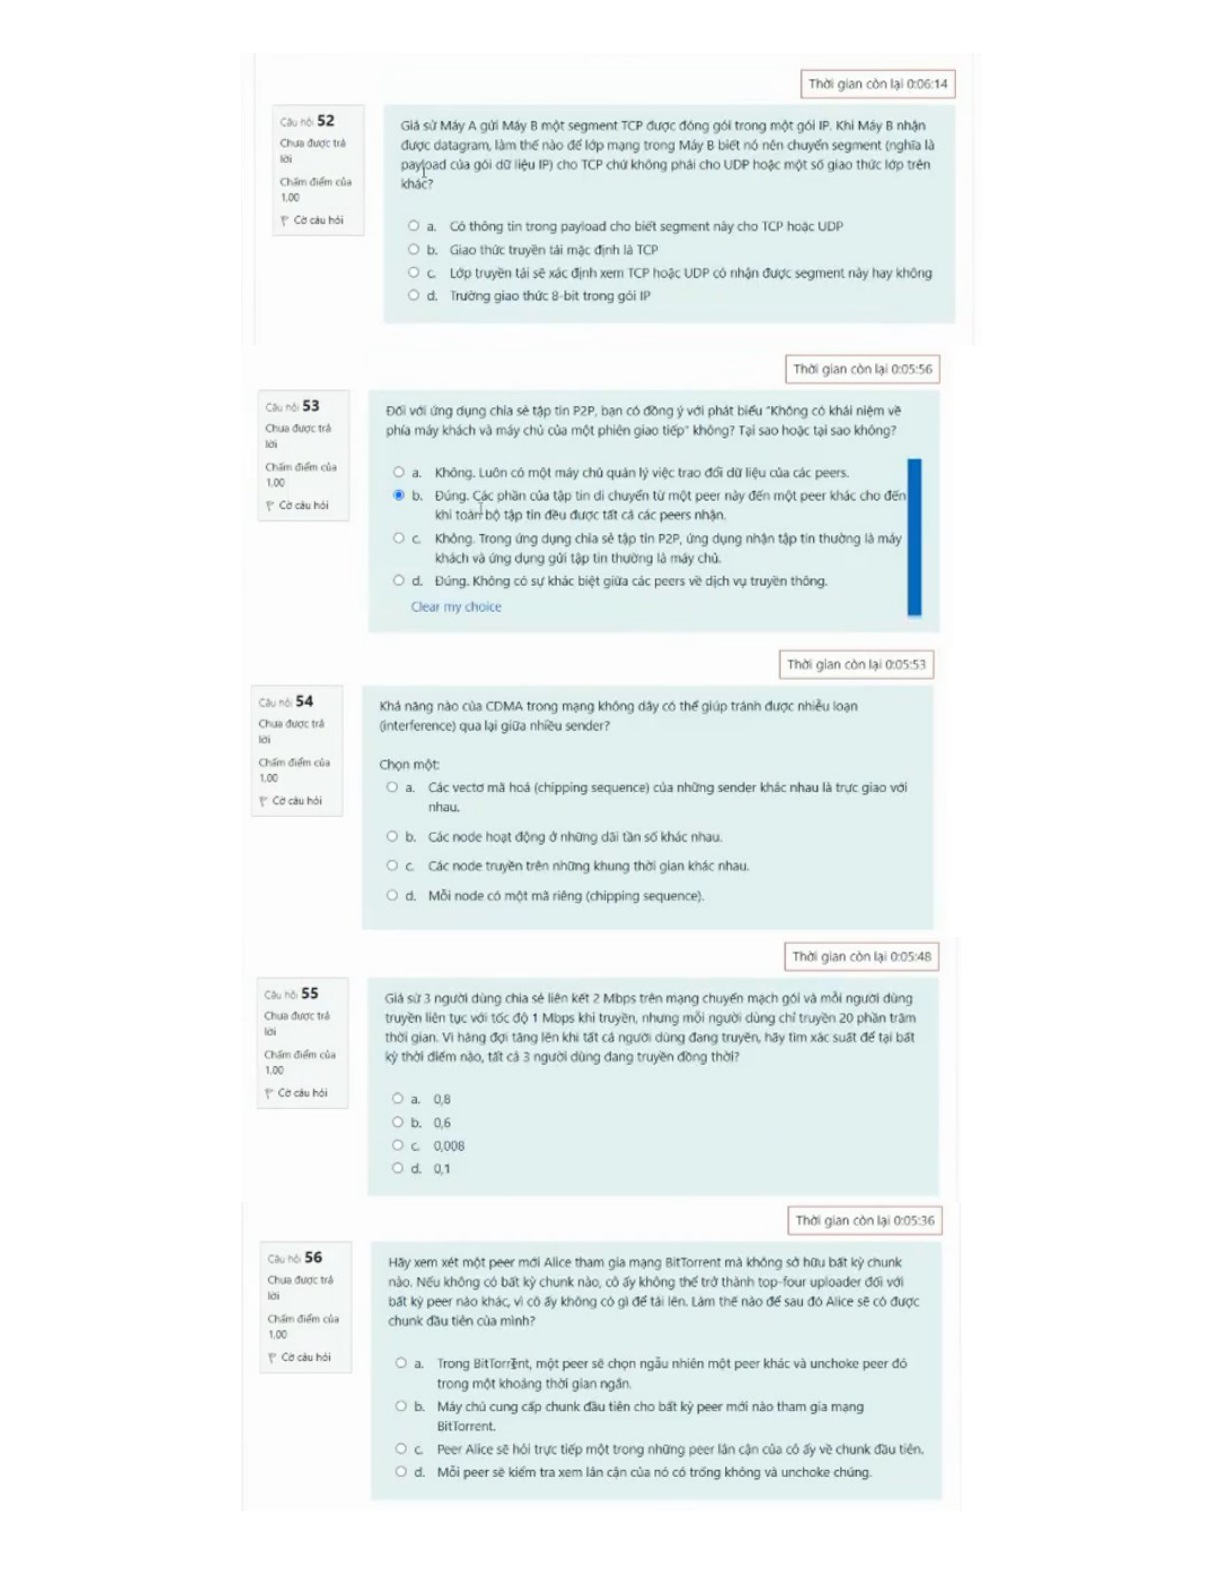 Thời gian còn lại 0:06:14
Câu hỏi 52
Chưa được trả
lời
Chấm điểm của
1,00
Cờ câu hỏi
Giả sử Máy A gửi Máy B một segment TCP được đóng gói trong một gói IP. Khi Máy B nhận
được datagram, làm thế nào để lớp mạng trong Máy B biết nó nên chuyển segment (nghĩa là
payload của gói dữ liệu IP) cho TCP chứ không phải cho UDP hoặc một số giao thức lớp trên
khác?
a. Có thông tin trong payload cho biết segment này cho TCP hoặc UDP
b. Giao thức truyền tải mặc định là TCP
c. Lớp truyền tải sẽ xác định xem TCP hoặc UDP có nhận được segment này hay không
d. Trường giao thức 8-bit trong gói IP
Thời gian còn lại 0:05:56
Câu hỏi 53
Chưa được trả
lời
Chấm điểm của
1,00
Cờ câu hỏi
Đối với ứng dụng chia sẻ tập tin P2P, bạn có đồng ý với phát biểu "Không có khái niệm về
phía máy khách và máy chủ của một phiên giao tiếp" không? Tại sao hoặc tại sao không?
a. Không. Luôn có một máy chủ quản lý việc trao đổi dữ liệu của các peers.
b. Đúng. Các phần của tập tin di chuyển từ một peer này đến một peer khác cho đến
khi toàn bộ tập tin đều được tất cả các peers nhận.
c. Không. Trong ứng dụng chia sẻ tập tin P2P, ứng dụng nhận tập tin thường là máy
khách và ứng dụng gửi tập tin thường là máy chủ.
d. Đúng. Không có sự khác biệt giữa các peers về dịch vụ truyền thông.
Clear my choice
Thời gian còn lại 0:05:53
Câu hỏi 54
Chưa được trả
lời
Chấm điểm của
1,00
Cờ câu hỏi
Khả năng nào của CDMA trong mạng không dây có thể giúp tránh được nhiễu loạn
(interference) qua lại giữa nhiều sender?
Chọn một:
a. Các vectơ mã hoá (chipping sequence) của những sender khác nhau là trực giao với
nhau.
b. Các node hoạt động ở những dãi tần số khác nhau.
c. Các node truyền trên những khung thời gian khác nhau.
d. Mỗi node có một mã riêng (chipping sequence).
Thời gian còn lại 0:05:48
Câu hỏi 55
Chưa được trả
lời
Chấm điểm của
1,00
Cờ câu hỏi
Giả sử 3 người dùng chia sẻ liên kết 2 Mbps trên mạng chuyển mạch gói và mỗi người dùng
truyền liên tục với tốc độ 1 Mbps khi truyền, nhưng mỗi người dùng chỉ truyền 20 phần trăm
thời gian. Vì hàng đợi tăng lên khi tất cả người dùng đang truyền, hãy tìm xác suất để tại bất
kỳ thời điểm nào, tất cả 3 người dùng đang truyền đồng thời?
a. 0,8
b. 0,6
c. 0,008
d. 0,1
Thời gian còn lại 0:05:36
Câu hỏi 56
Chưa được trả
lời
Chấm điểm của
1,00
Cờ câu hỏi
Hãy xem xét một peer mới Alice tham gia mạng BitTorrent mà không sở hữu bất kỳ chunk
nào. Nếu không có bất kỳ chunk nào, cô ấy không thể trở thành top-four uploader đối với
bất kỳ peer nào khác, vì cô ấy không có gì để tải lên. Làm thế nào để sau đó Alice sẽ có được
chunk đầu tiên của mình?
a. Trong BitTorrent, một peer sẽ chọn ngẫu nhiên một peer khác và unchoke peer đó
trong một khoảng thời gian ngắn.
b. Máy chủ cung cấp chunk đầu tiên cho bất kỳ peer mới nào tham gia mạng
BitTorrent.
c. Peer Alice sẽ hỏi trực tiếp một trong những peer lân cận của cô ấy về chunk đầu tiên.
d. Mỗi peer sẽ kiểm tra xem lân cận của nó có trống không và unchoke chúng.